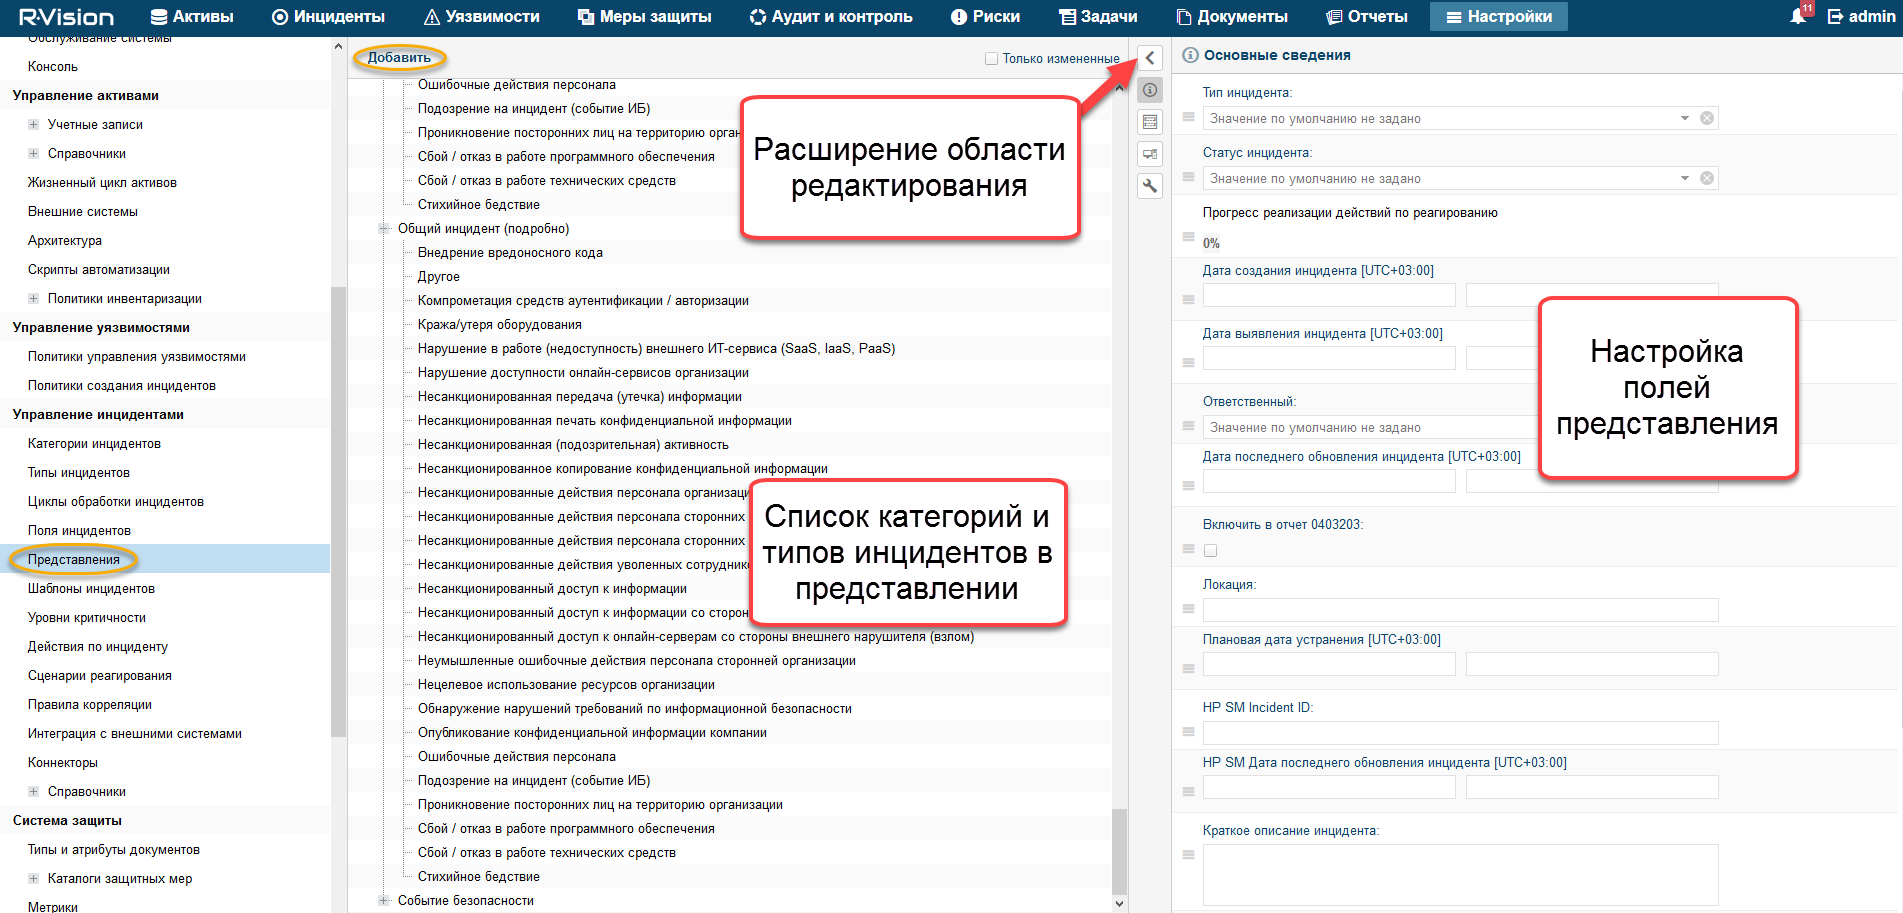 R·Vision
Активы
Инциденты
Уязвимости
Меры защиты
Аудит и контроль
Риски
Задачи
Документы
Отчеты
Настройки
11
admin
Обслуживание системы
Консоль
Управление активами
Учетные записи
Справочники
Жизненный цикл активов
Внешние системы
Архитектура
Скрипты автоматизации
Политики инвентаризации
Управление уязвимостями
Политики управления уязвимостями
Политики создания инцидентов
Управление инцидентами
Категории инцидентов
Типы инцидентов
Циклы обработки инцидентов
Поля инцидентов
Представления
Шаблоны инцидентов
Уровни критичности
Действия по инциденту
Сценарии реагирования
Правила корреляции
Интеграция с внешними системами
Коннекторы
Справочники
Система защиты
Типы и атрибуты документов
Каталоги защитных мер
Метрики
Добавить
Только измененные
Ошибочные действия персонала
Подозрение на инцидент (событие ИБ)
Проникновение посторонних лиц на территорию орган
Сбой / отказ в работе программного обеспечения
Сбой / отказ в работе технических средств
Стихийное бедствие
Общий инцидент (подробно)
Внедрение вредоносного кода
Другое
Компрометация средств аутентификации / авторизации
Кража/утеря оборудования
Нарушение в работе (недоступность) внешнего ИТ-сервиса (SaaS, IaaS, PaaS)
Нарушение доступности онлайн-сервисов организации
Несанкционированная передача (утечка) информации
Несанкционированная печать конфиденциальной информации
Несанкционированная (подозрительная) активность
Несанкционированное копирование конфиденциальной информации
Несанкционированные действия персонала организац
Несанкционированные действия персонала сторонних
Несанкционированные действия персонала сторонних
Несанкционированные действия уволенных сотруднико
Несанкционированный доступ к информации
Несанкционированный доступ к информации со сторон
Несанкционированный доступ к онлайн-серверам со стороны внешнего нарушителя (взлом)
Неумышленные ошибочные действия персонала сторонней организации
Нецелевое использование ресурсов организации
Обнаружение нарушений требований по информационной безопасности
Опубликование конфиденциальной информации компании
Ошибочные действия персонала
Подозрение на инцидент (событие ИБ)
Проникновение посторонних лиц на территорию организации
Сбой / отказ в работе программного обеспечения
Сбой / отказ в работе технических средств
Стихийное бедствие
Событие безопасности
Расширение области
редактирования
Список категорий и
типов инцидентов в
представлении
Основные сведения
Тип инцидента:
Значение по умолчанию не задано
Статус инцидента:
Значение по умолчанию не задано
Прогресс реализации действий по реагированию
0%
Дата создания инцидента [UTC+03:00]
Дата выявления инцидента [UTC+03:00]
Ответственный:
Значение по умолчанию не задано
Дата последнего обновления инцидента [UTC+03:00]
Включить в отчет 0403203:
Локация:
Плановая дата устранения [UTC+03:00]
HP SM Incident ID:
HP SM Дата последнего обновления инцидента [UTC+03:00]
Краткое описание инцидента:
Настройка
полей
представления